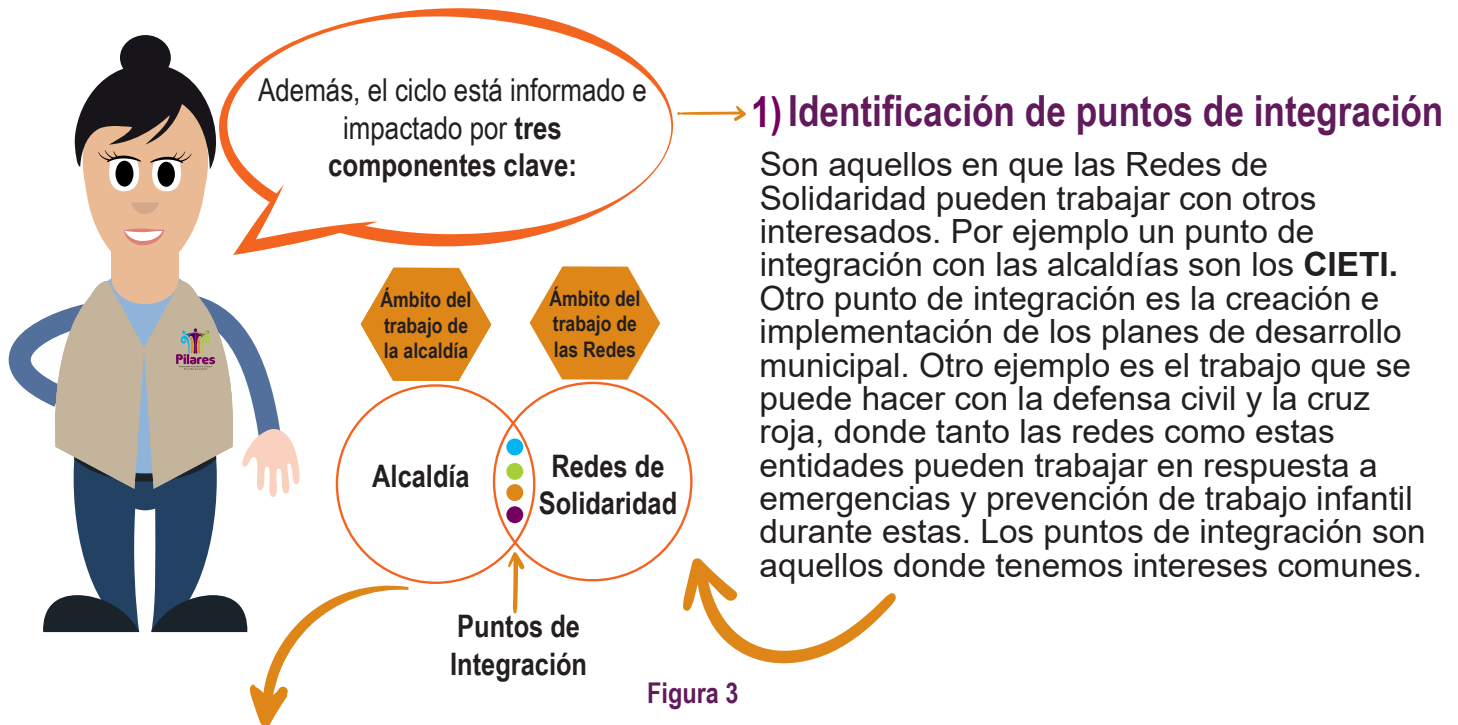 Además, el ciclo está informado e
impactado por tres
componentes clave:
1) Identificación de puntos de integración
Son aquellos en que las Redes de
Solidaridad pueden trabajar con otros
interesados. Por ejemplo un punto de
integración con las alcaldías son los CIETI.
Otro punto de integración es la creación e
implementación de los planes de desarrollo
municipal. Otro ejemplo es el trabajo que se
puede hacer con la defensa civil y la cruz
roja, donde tanto las redes como estas
entidades pueden trabajar en respuesta a
emergencias y prevención de trabajo infantil
durante estas. Los puntos de integración son
aquellos donde tenemos intereses comunes.
Pilares
Ámbito del
trabajo de
la alcaldía
Ámbito del
trabajo de
las Redes
Alcaldía
Redes de
Solidaridad
Puntos de
Integración
Figura 3